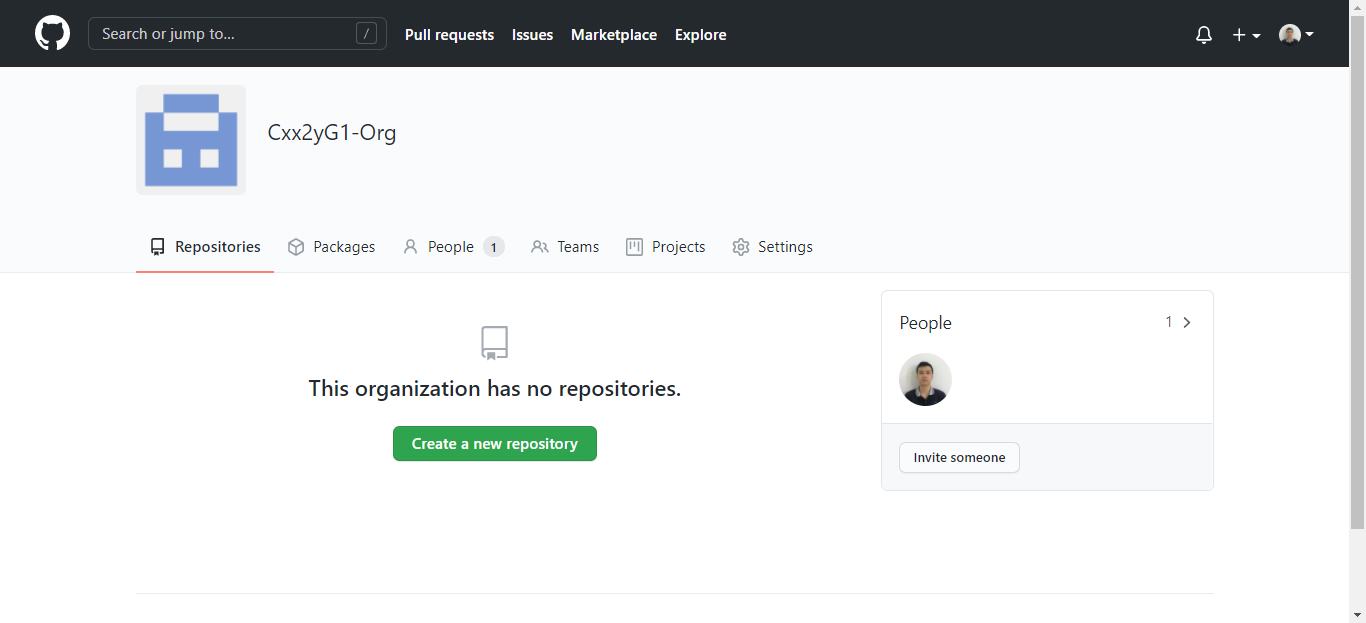 Search or jump to... /
Pull requests Issues Marketplace Explore
Cxx2yG1-Org
Repositories Packages People 1 Teams Projects Settings
This organization has no repositories.
Create a new repository
People 1
Invite someone